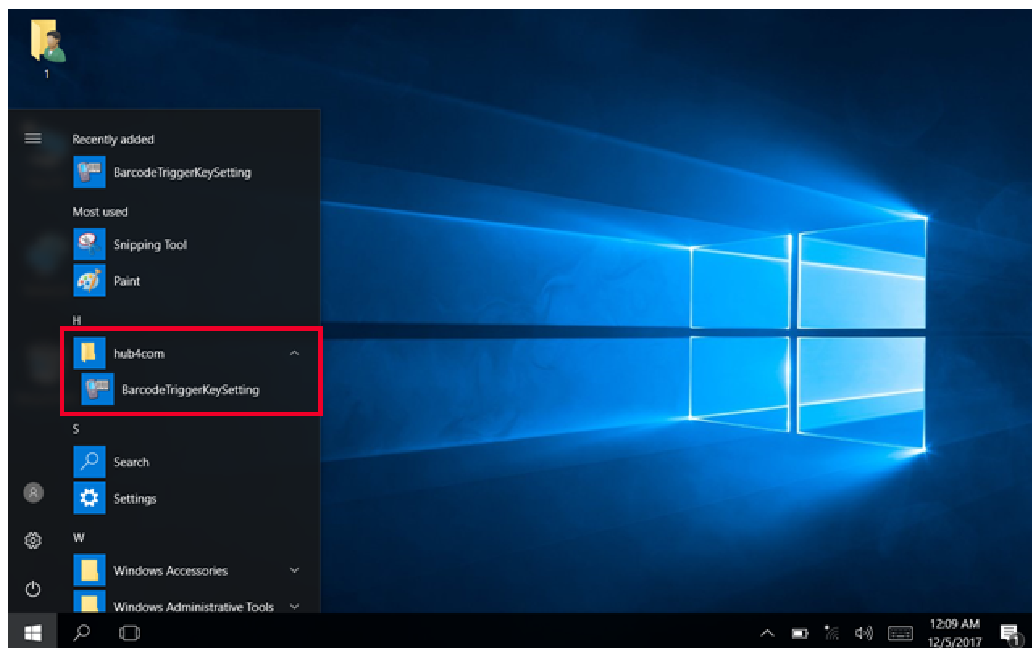 1
Recently added
BarcodeTriggerKeySetting
Most used
Snipping Tool
Paint
H
hub4com
BarcodeTriggerKeySetting
S
Search
Settings
W
Windows Accessories
Windows Administrative Tools
12:09 AM
12/5/2017
1